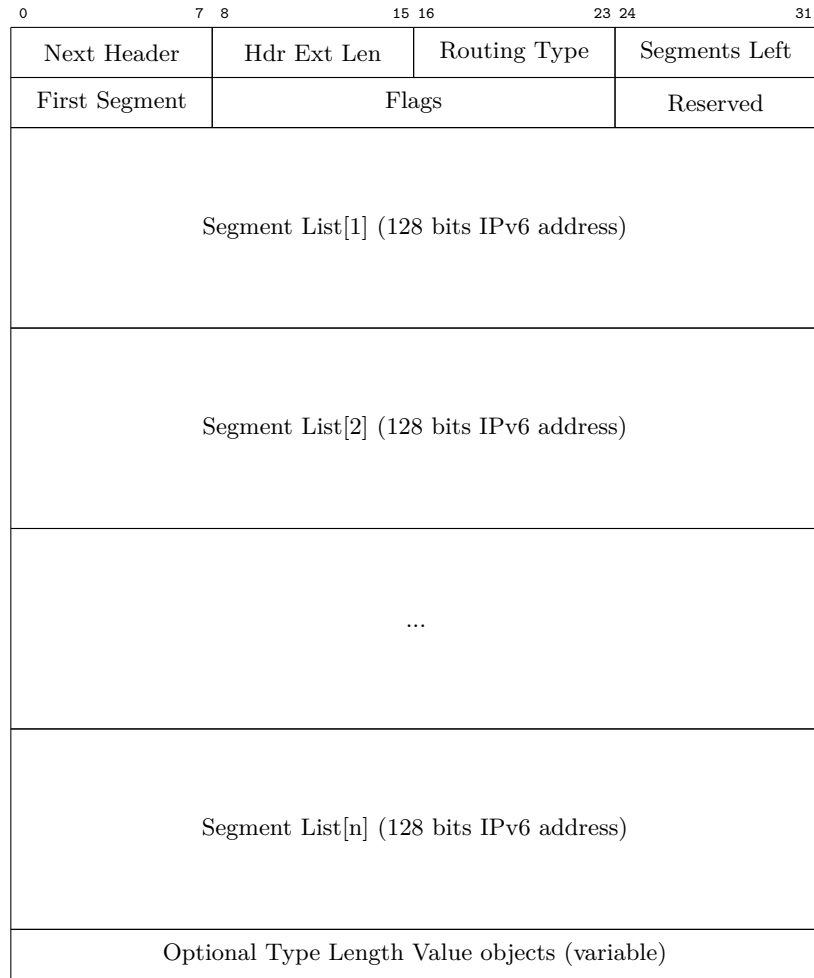 0 7 8 15 16 23 24 31
Next Header Hdr Ext Len Routing Type Segments Left
First Segment Flags Reserved
Segment List[1] (128 bits IPv6 address)
Segment List[2] (128 bits IPv6 address)
...
Segment List[n] (128 bits IPv6 address)
Optional Type Length Value objects (variable)